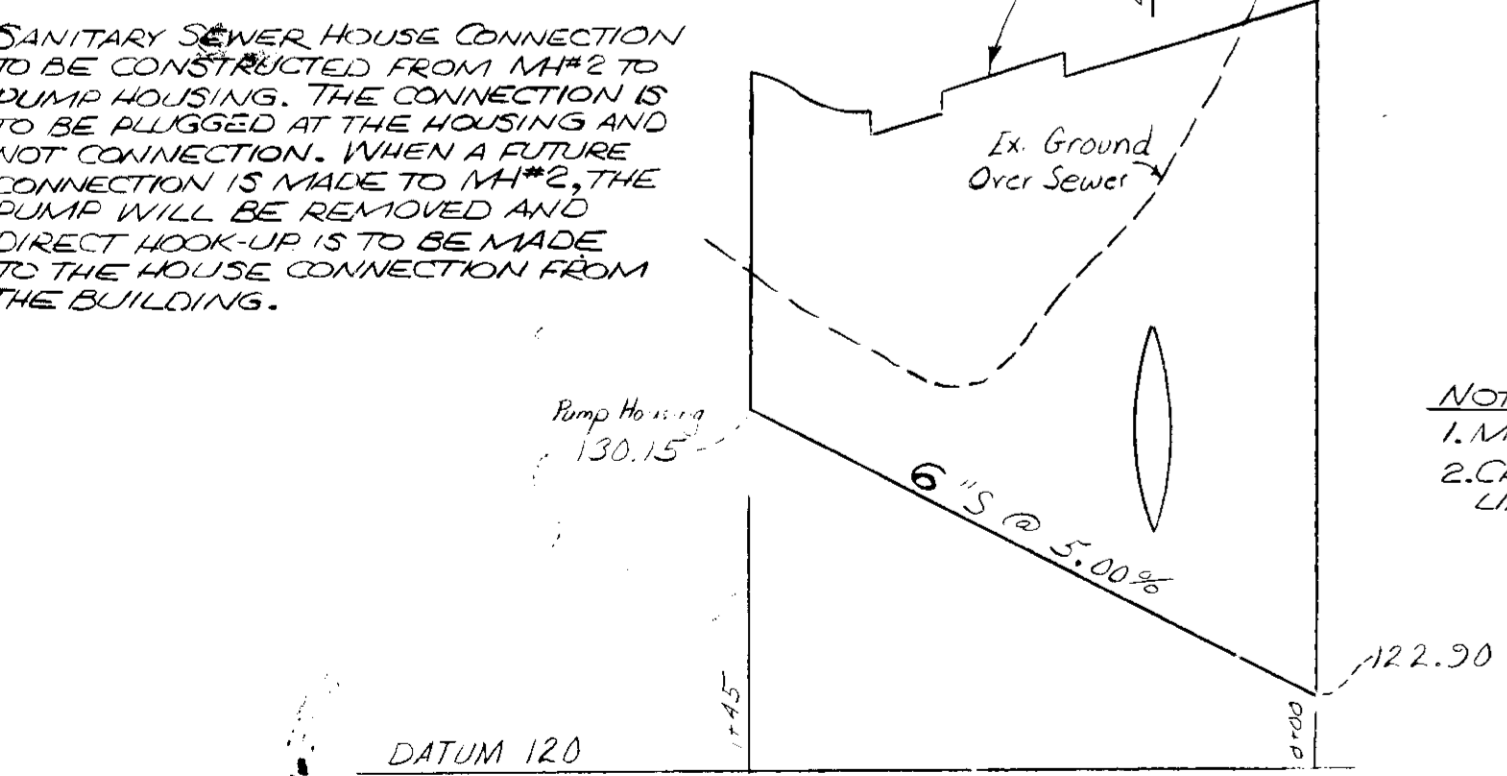 SANITARY SEWER HOUSE CONNECTION
TO BE CONSTRUCTED FROM MH#2 TO
PUMP HOUSING. THE CONNECTION IS
TO BE PLUGGED AT THE HOUSING AND
NOT CONNECTION. WHEN A FUTURE
CONNECTION IS MADE TO MH#2, THE
PUMP WILL BE REMOVED AND
DIRECT HOOK-UP IS TO BE MADE
TO THE HOUSE CONNECTION FROM
THE BUILDING.
Ex. Ground
Over Sewer
Pump Housing
130.15
6 "S @ 5.00%
122.90
1+45
0+00
DATUM 120
1.
2.